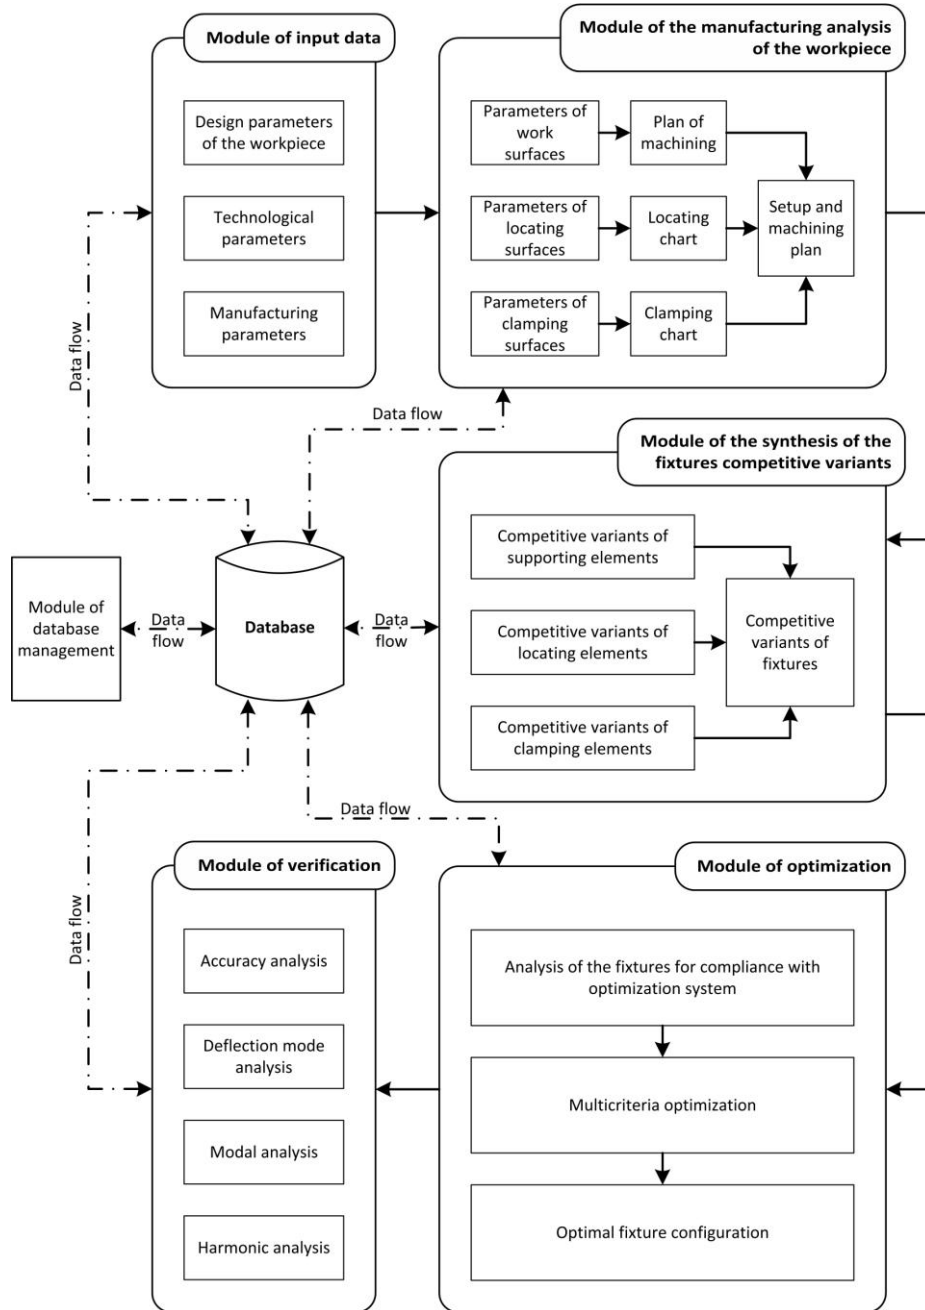 Module of input data
Design parameters
of the workpiece
Technological
parameters
Manufacturing
parameters
Module of the manufacturing analysis
of the workpiece
Parameters of
work
surfaces
Plan of
machining
Parameters of
locating
surfaces
Locating
chart
Parameters of
clamping
surfaces
Clamping
chart
Setup and
machining
plan
Data flow
Data flow
Module of the synthesis of the
fixtures competitive variants
Competitive variants of
supporting elements
Competitive variants of
locating elements
Competitive variants of
clamping elements
Competitive
variants of
fixtures
Module of
database
management
Data
flow
Database
Data
flow
Data flow
Data flow
Module of verification
Accuracy analysis
Deflection mode
analysis
Modal analysis
Harmonic analysis
Module of optimization
Analysis of the fixtures for compliance with
optimization system
Multicriteria optimization
Optimal fixture configuration